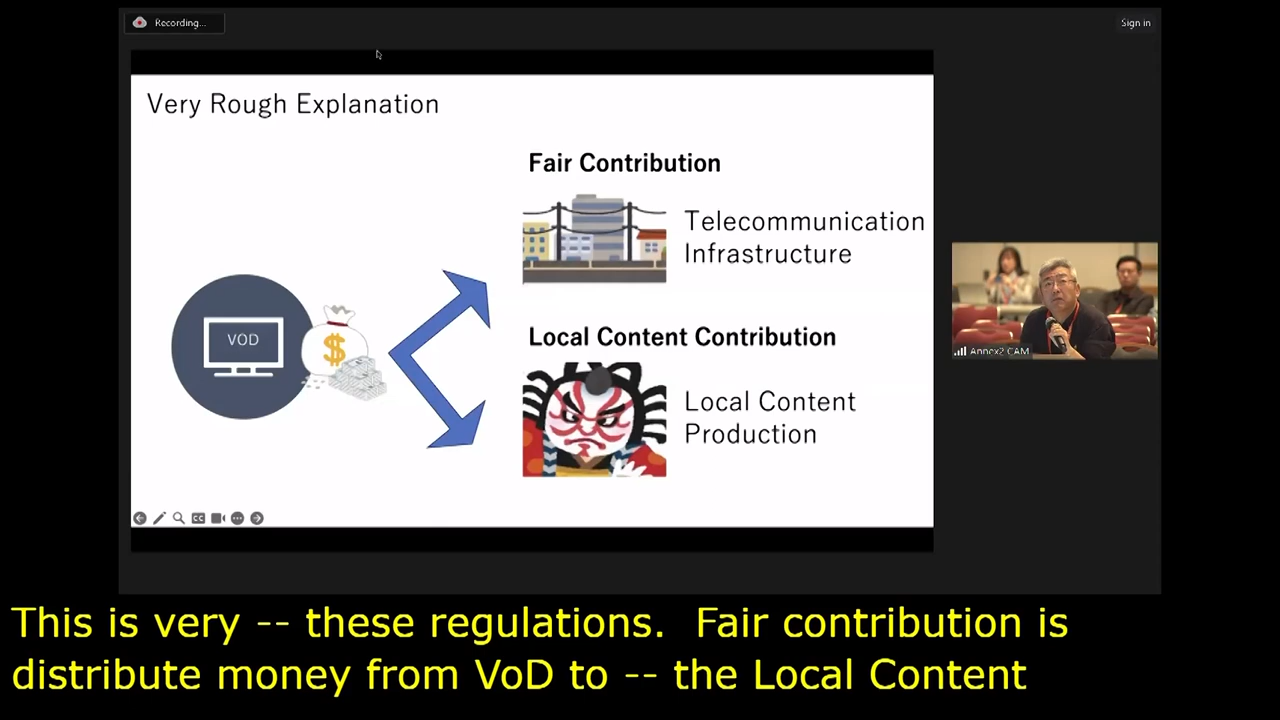 Recording...
Sign in
Very Rough Explanation
Fair Contribution
Telecommunication
Infrastructure
VOD
$
Local Content Contribution
Local Content
Production
CC
Annex2 CAM
This is very -- these regulations.  Fair contribution is
distribute money from VoD to -- the Local Content